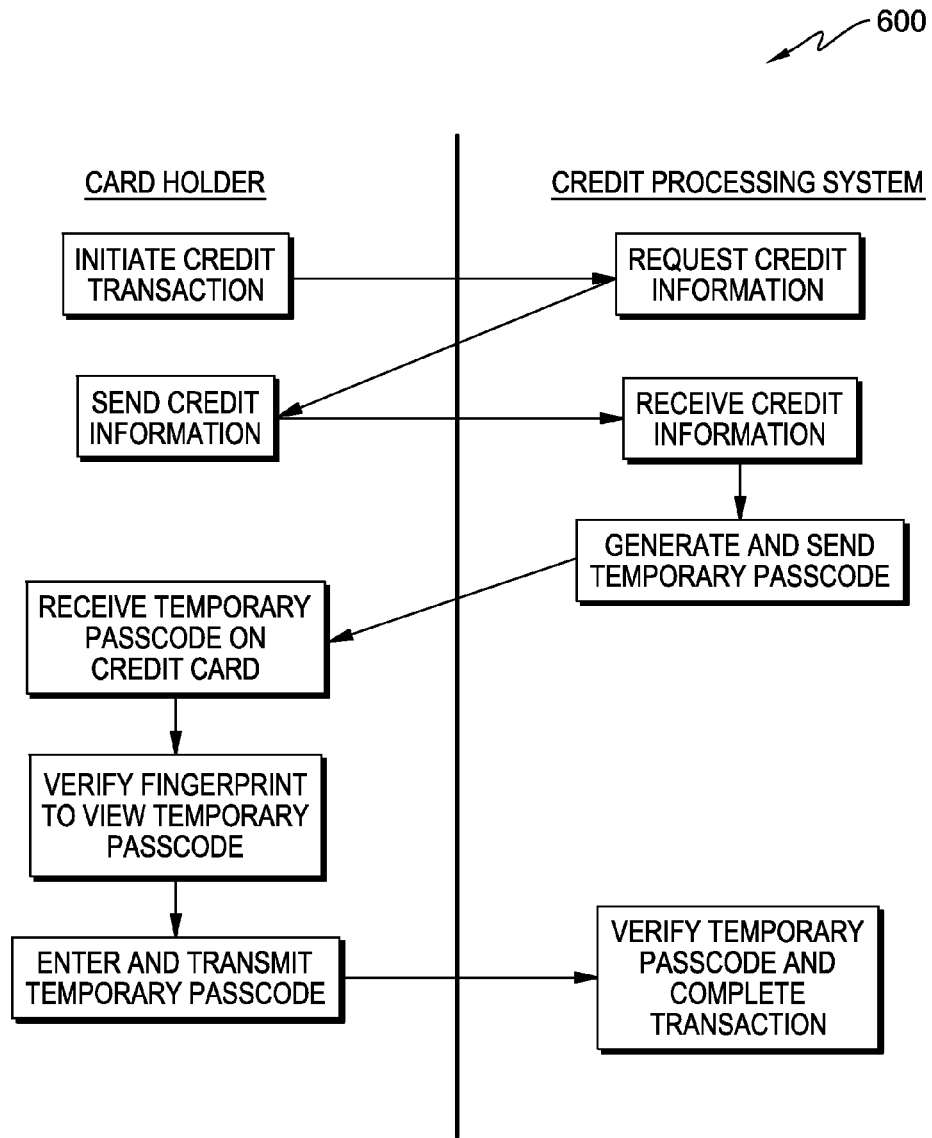 600
CARD HOLDER
CREDIT PROCESSING SYSTEM
INITIATE CREDIT
TRANSACTION
REQUEST CREDIT
INFORMATION
SEND CREDIT
INFORMATION
RECEIVE CREDIT
INFORMATION
GENERATE AND SEND
TEMPORARY PASSCODE
RECEIVE TEMPORARY
PASSCODE ON
CREDIT CARD
VERIFY FINGERPRINT
TO VIEW TEMPORARY
PASSCODE
ENTER AND TRANSMIT
TEMPORARY PASSCODE
VERIFY TEMPORARY
PASSCODE AND
COMPLETE
TRANSACTION